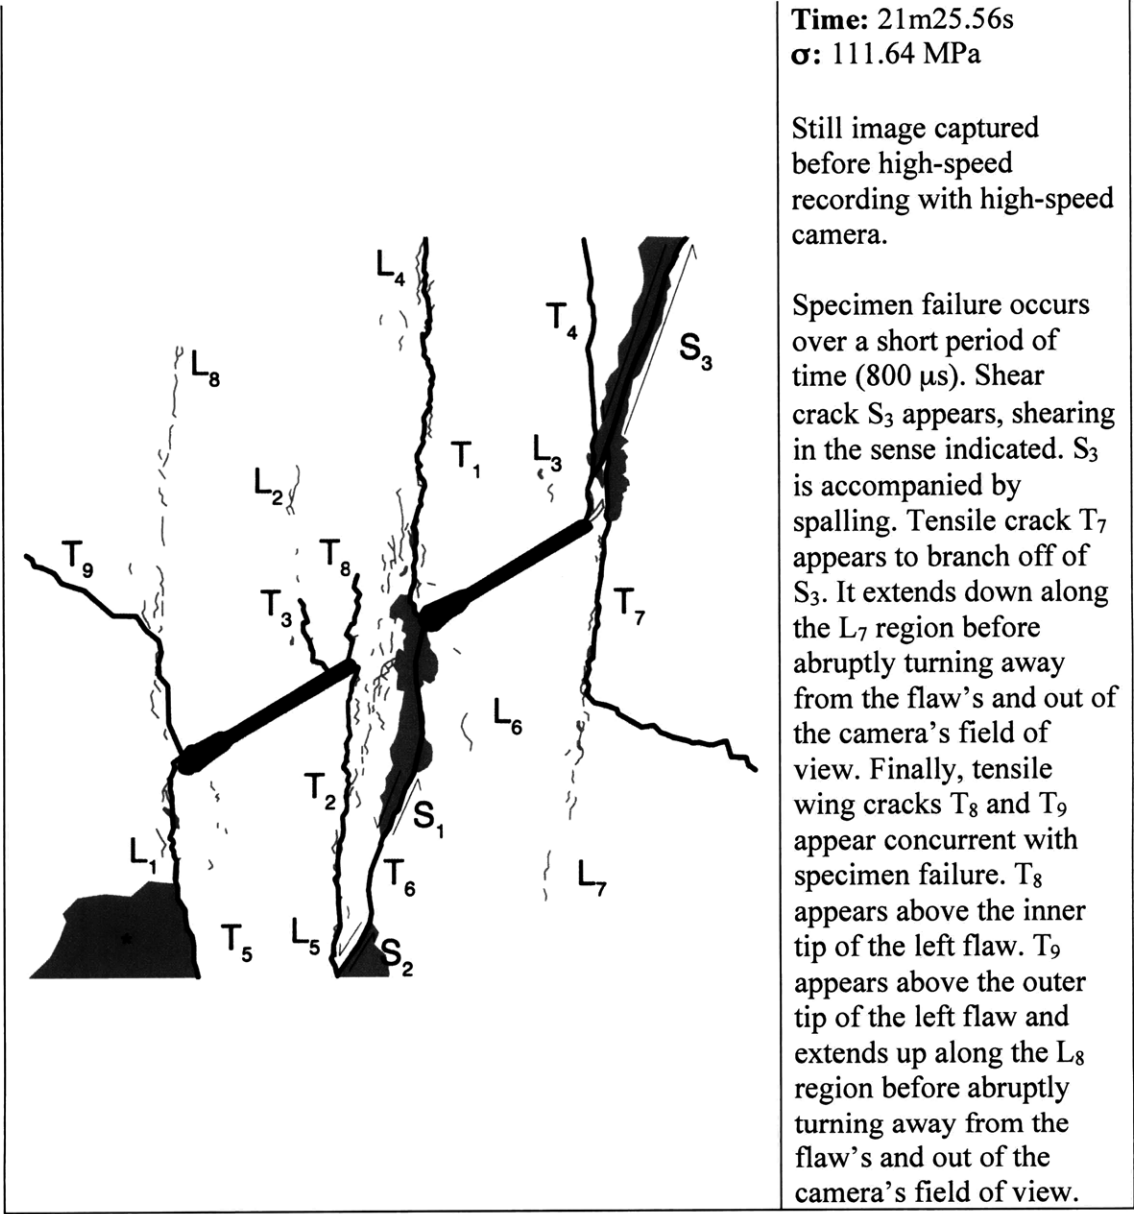 Time: 21m25.56s
σ: 111.64 MPa
Still image captured
before high-speed
recording with high-speed
camera.
Specimen failure occurs
over a short period of
time (800 μs). Shear
crack S₃ appears, shearing
in the sense indicated. S₃
is accompanied by
spalling. Tensile crack T₇
appears to branch off of
S₃. It extends down along
the L₇ region before
abruptly turning away
from the flaw's and out of
the camera's field of
view. Finally, tensile
wing cracks T₈ and T₉
appear concurrent with
specimen failure. T₈
appears above the inner
tip of the left flaw. T₉
appears above the outer
tip of the left flaw and
extends up along the L₈
region before abruptly
turning away from the
flaw's and out of the
camera's field of view.
L₄
T₄
S₃
L₈
T₁
L₃
L₂
T₉
T₈
T₃
T₇
L₆
T₂
S₁
L₁
T₆
L₇
T₅
L₅
S₂